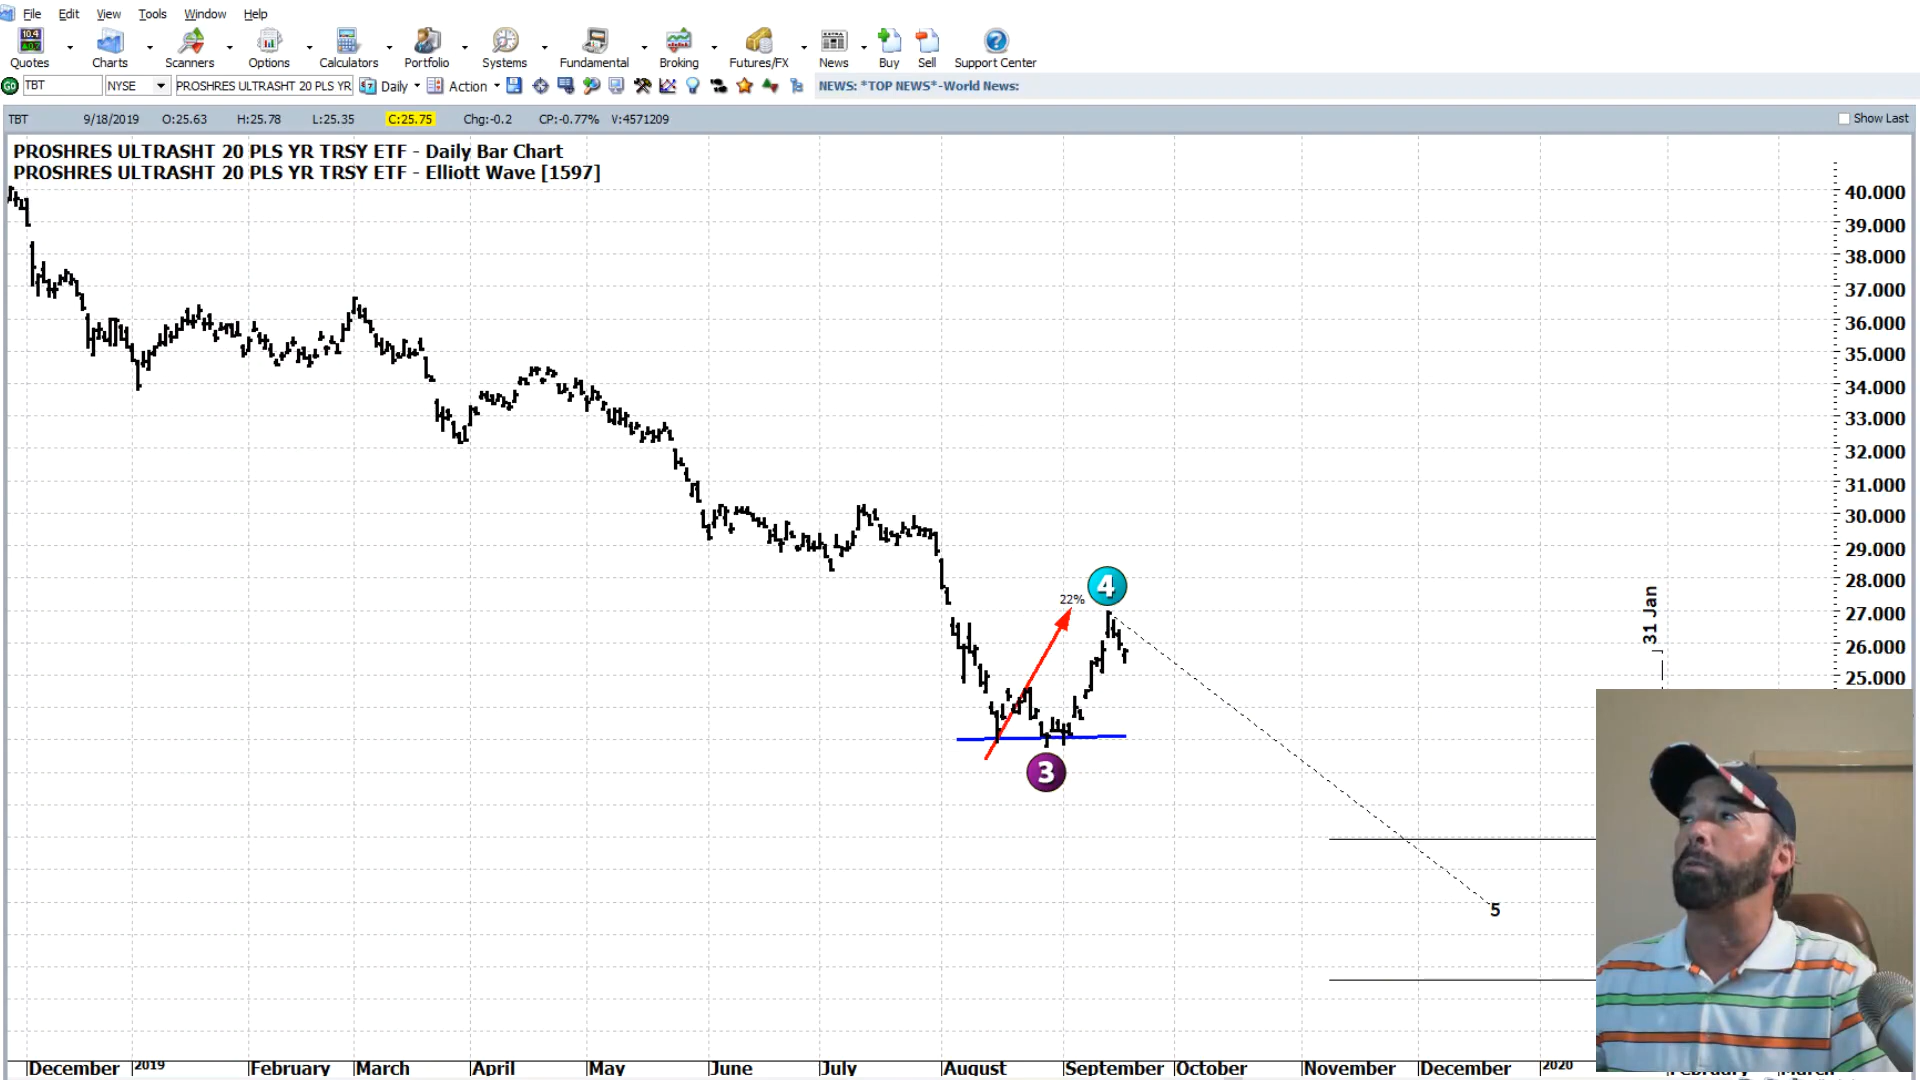 File Edit View Tools Window Help
Quotes Charts Scanners Options Calculators Portfolio Systems Fundamental Broking Futures/FX News Buy Sell Support Center
Go TBT NYSE PROSHRES ULTRASHT 20 PLS YR Daily Action NEWS: *TOP NEWS*-World News:
TBT 9/18/2019 O:25.63 H:25.78 L:25.35 C:25.75 Chg:-0.2 CP:-0.77% V:4571209 Show Last
PROSHRES ULTRASHT 20 PLS YR TRSY ETF - Daily Bar Chart
PROSHRES ULTRASHT 20 PLS YR TRSY ETF - Elliott Wave [1597]
40.000
39.000
38.000
37.000
36.000
35.000
34.000
33.000
32.000
31.000
30.000
29.000
28.000
27.000
26.000
25.000
22%
4
31 Jan
3
5
December 2019 February March April May June July August September October November December 2020